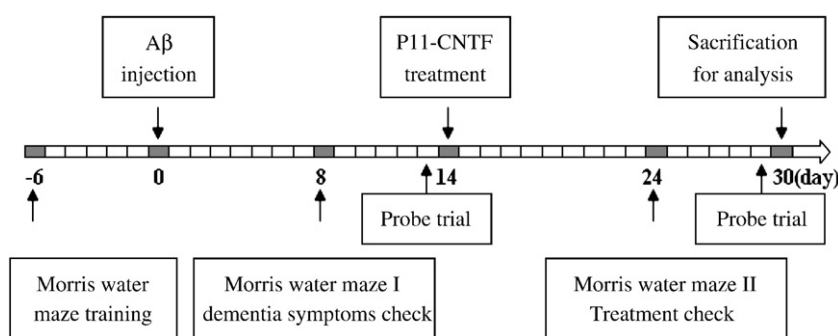 Aβ
injection
P11-CNTF
treatment
Sacrification
for analysis
-6
0
8
14
24
30(day)
Probe trial
Probe trial
Morris water
maze training
Morris water maze I
dementia symptoms check
Morris water maze II
Treatment check